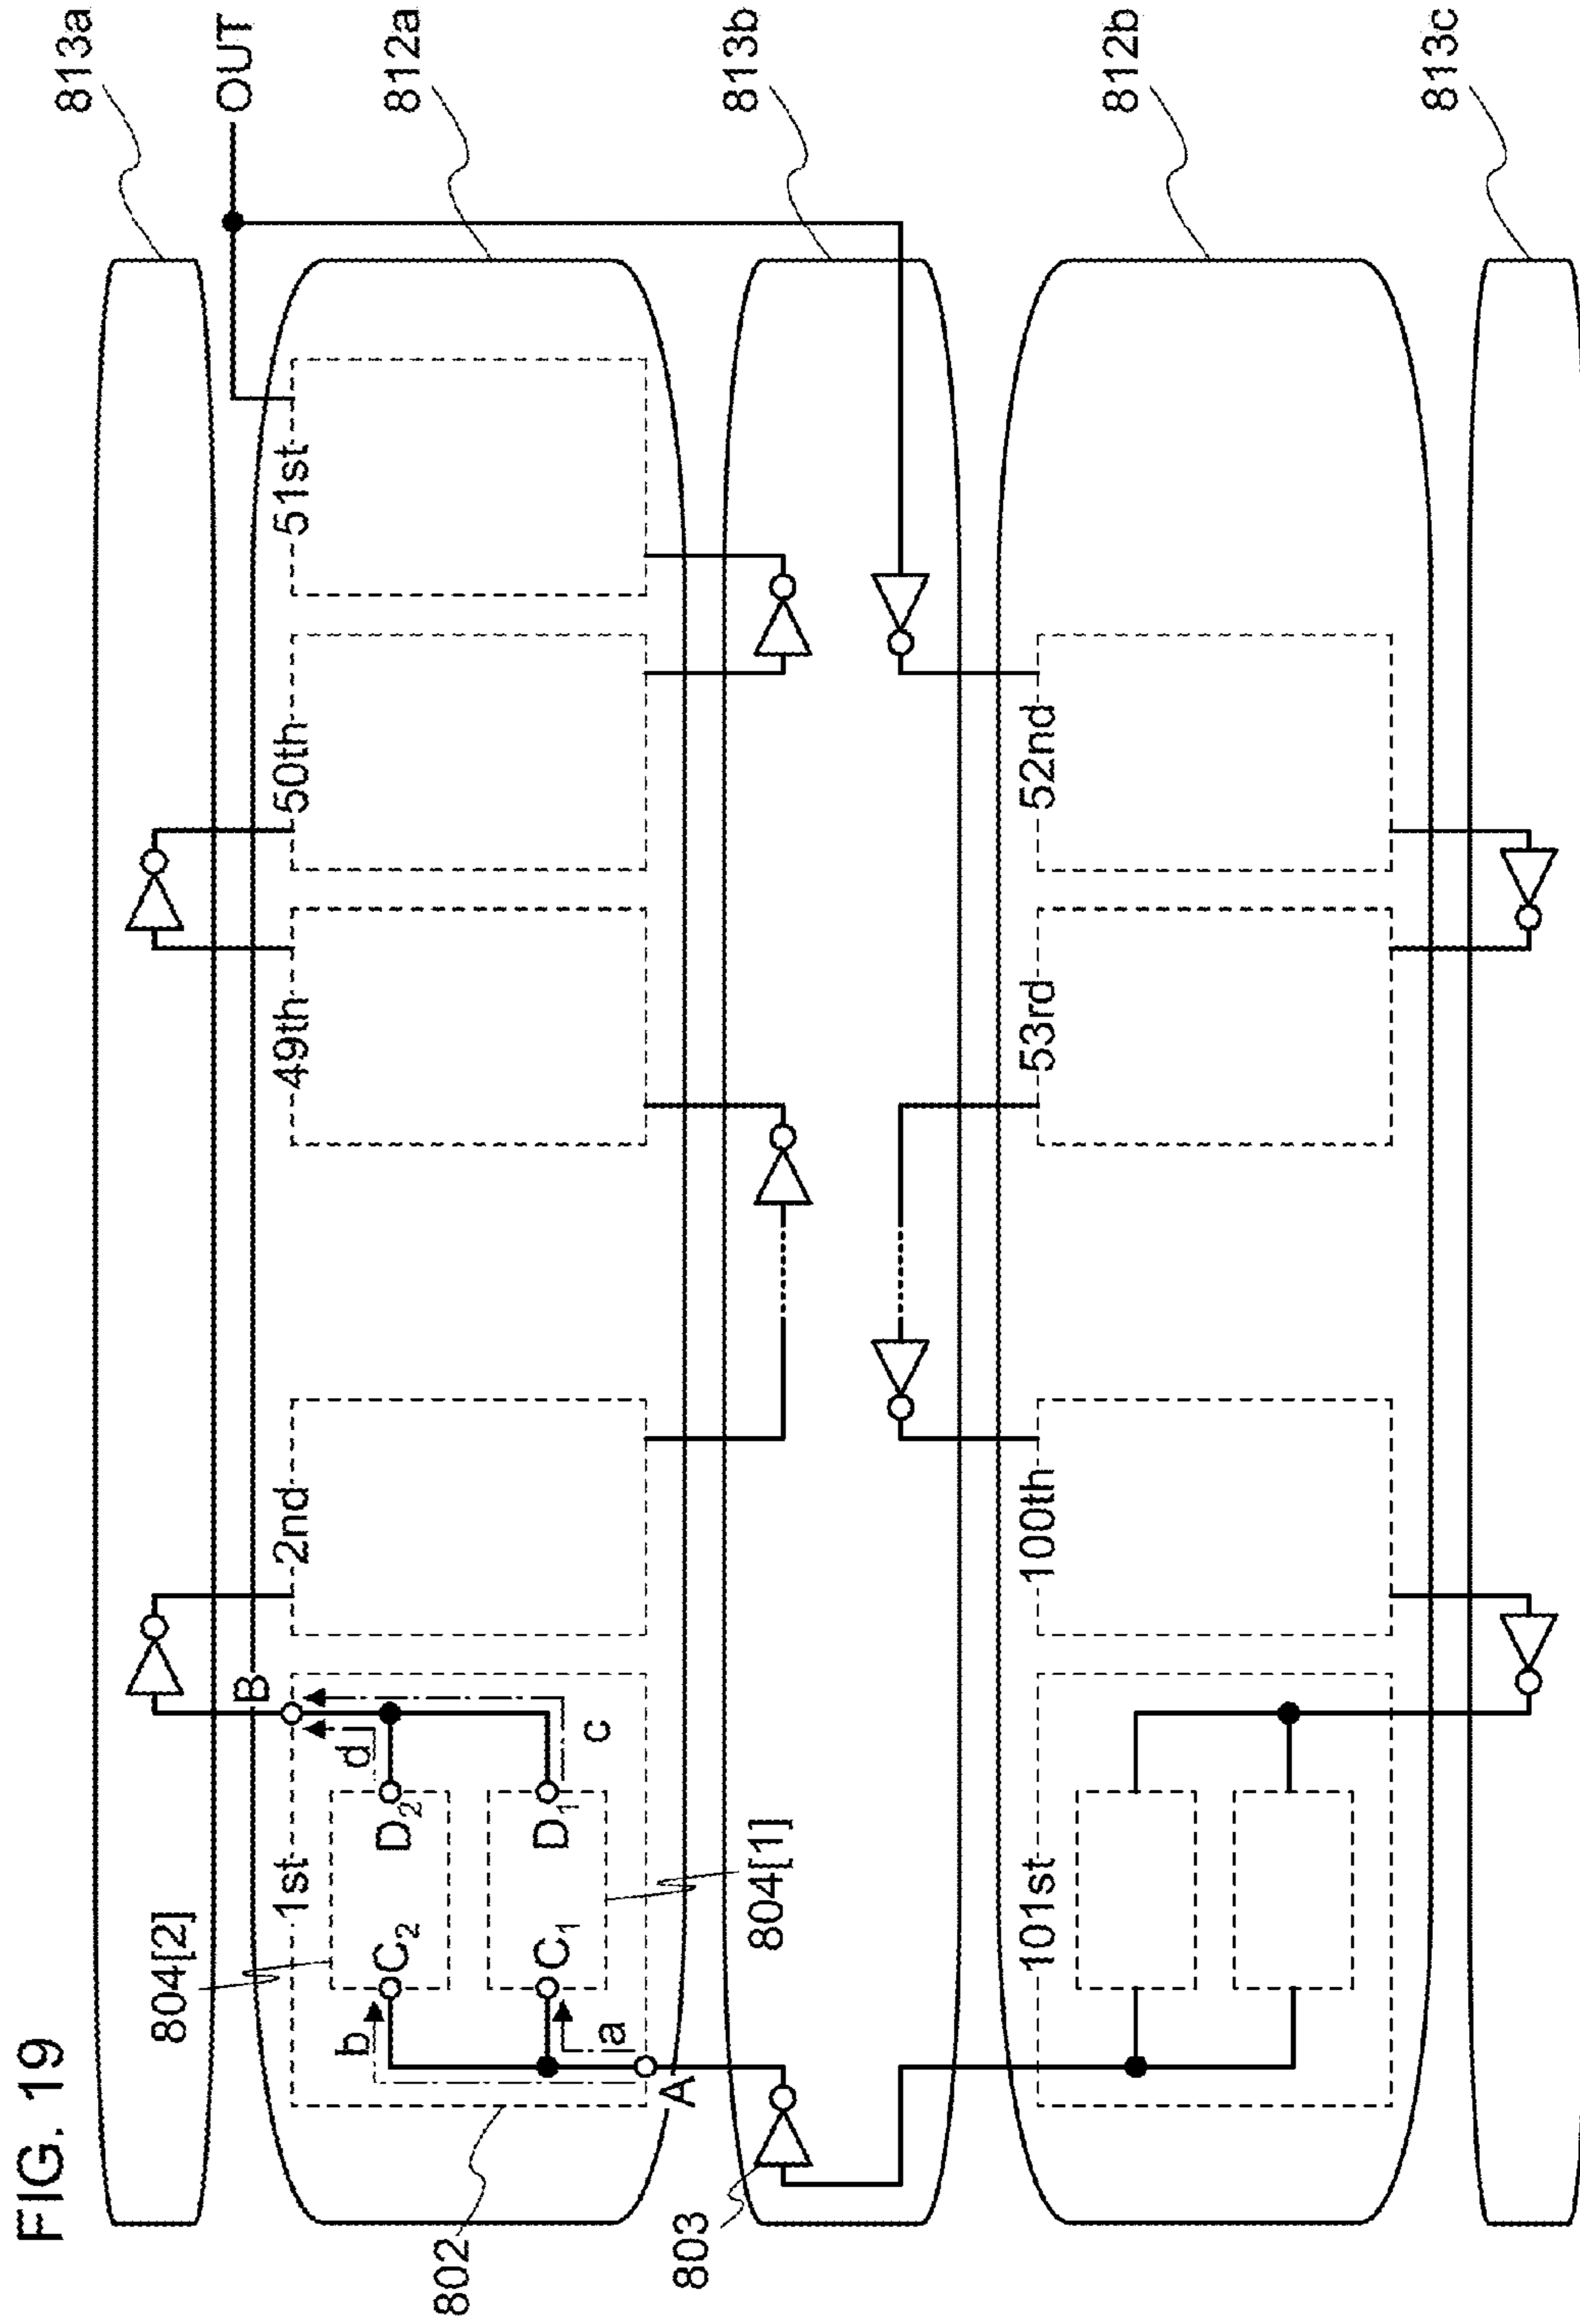 FIG. 19
813a
OUT
812a
813b
812b
813c
804[2]
1st
2nd
49th
50th
51st
B
b
C2
D2
d
c
a
C1
D1
802
A
804[1]
803
101st
100th
53rd
52nd